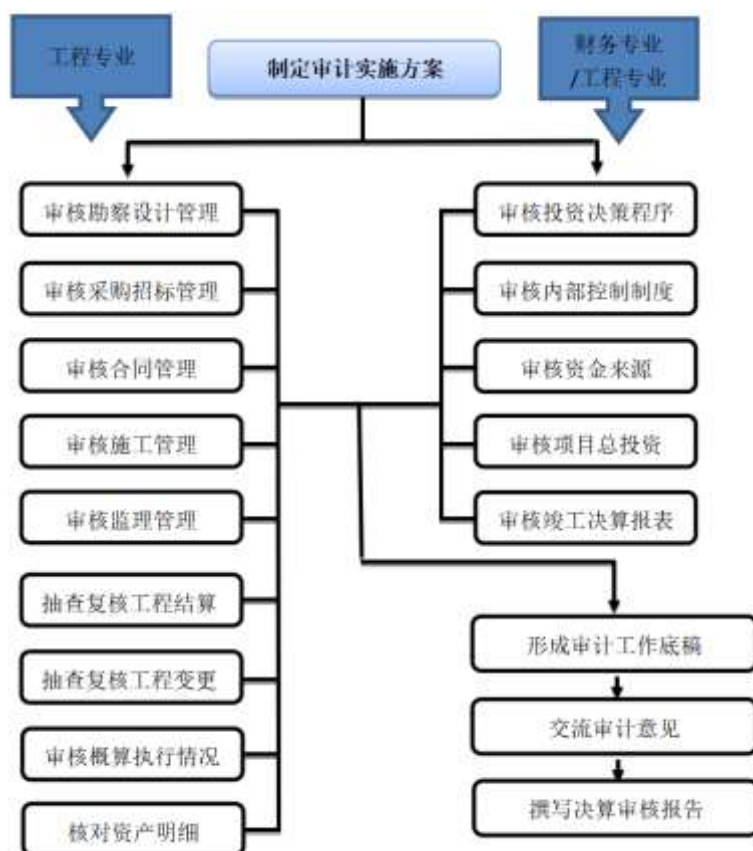 工程专业
制定审计实施方案
财务专业
/工程专业
审核勘察设计管理
审核采购招标管理
审核合同管理
审核施工管理
审核监理管理
抽查复核工程结算
抽查复核工程变更
审核概算执行情况
核对资产明细
审核投资决策程序
审核内部控制制度
审核资金来源
审核项目总投资
审核竣工决算报表
形成审计工作底稿
交流审计意见
撰写决算审核报告